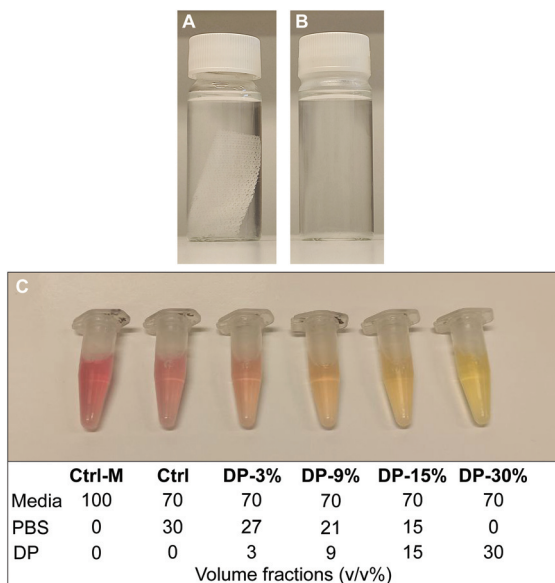 A
B
C
Ctrl-M Ctrl DP-3% DP-9% DP-15% DP-30%
Media 100 70 70 70 70 70
PBS 0 30 27 21 15 0
DP 0 0 3 9 15 30
Volume fractions (v/v%)